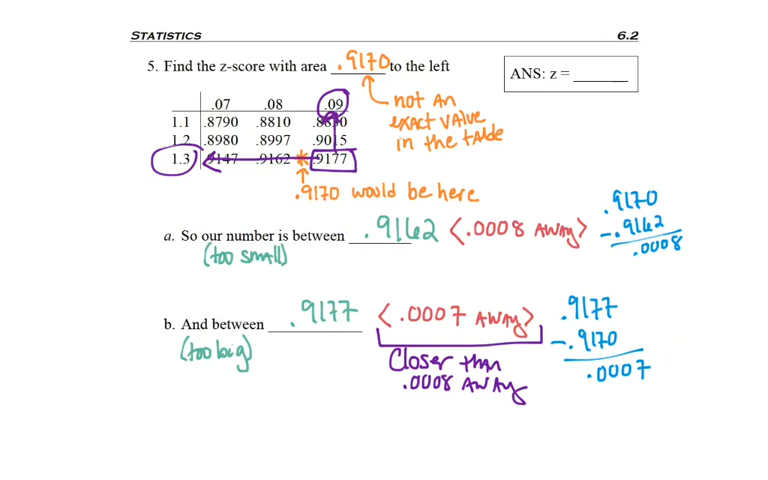 STATISTICS 6.2
5. Find the z-score with area .9170 to the left
ANS: z = ______
not an
exact value
in the table
.07 .08 .09
1.1 .8790 .8810 .8830
1.2 .8980 .8997 .9015
1.3 .9147 .9162 * .9177
.9170 would be here
a. So our number is between .9162 <.0008 away>
(too small)
.9170
-.9162
.0008
b. And between .9177 <.0007 away>
(too big)
Closer than
.0008 away
.9177
-.9170
.0007